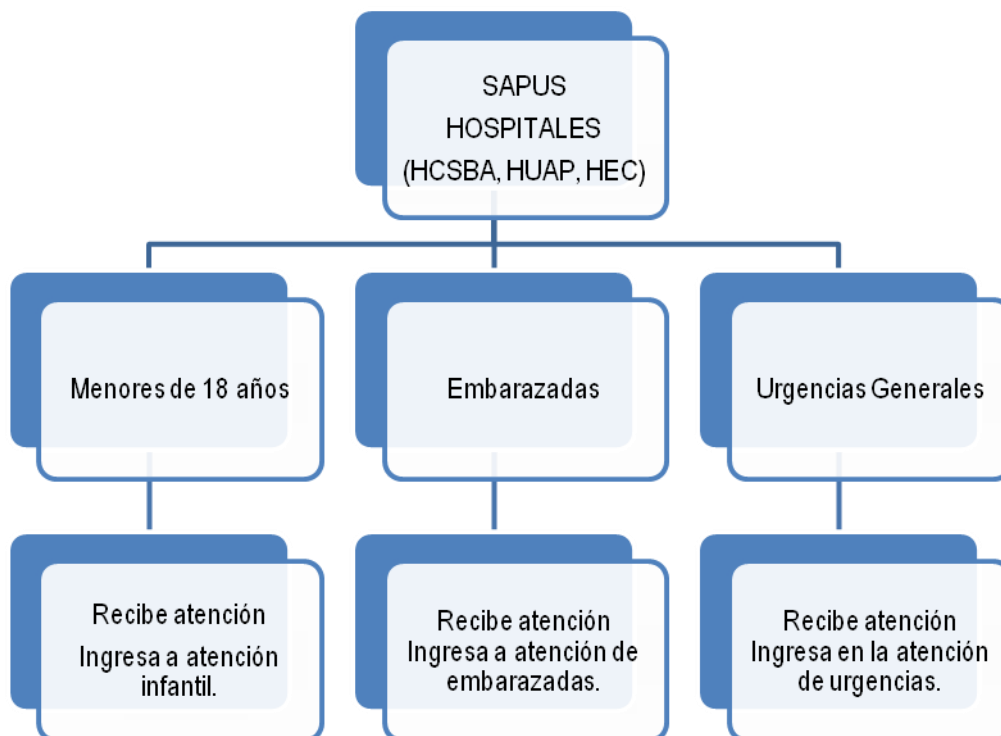 SAPUS
HOSPITALES
(HCSBA, HUAP, HEC)
Menores de 18 años
Embarazadas
Urgencias Generales
Recibe atención
Ingresa a atención
infantil.
Recibe atención
Ingresa a atención de
embarazadas.
Recibe atención
Ingresa en la atención
de urgencias.